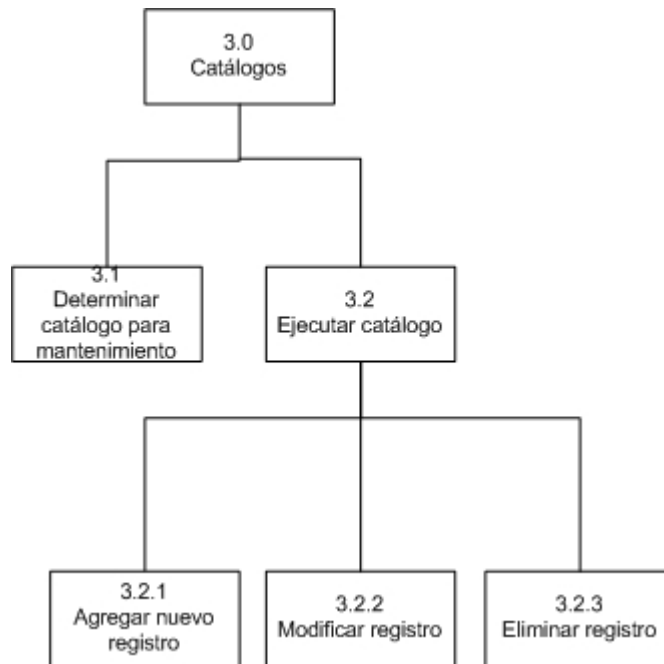 3.0
Catálogos
3.1
Determinar
catálogo para
mantenimiento
3.2
Ejecutar catálogo
3.2.1
Agregar nuevo
registro
3.2.2
Modificar registro
3.2.3
Eliminar registro